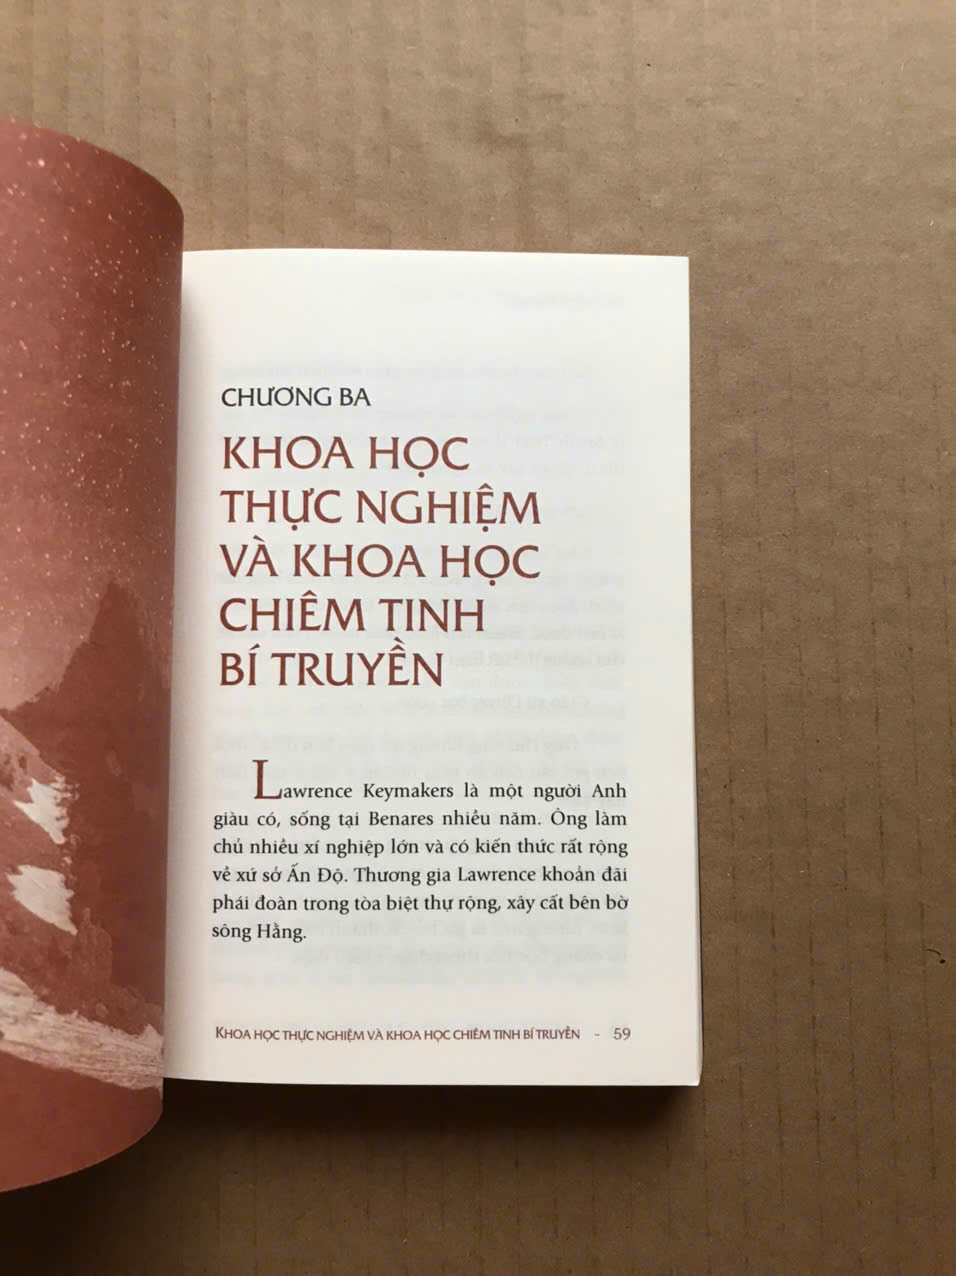 CHƯƠNG BA
KHOA HỌC
THỰC NGHIỆM
VÀ KHOA HỌC
CHIÊM TINH
BÍ TRUYỀN
Lawrence Keymakers là một người Anh
giàu có, sống tại Benares nhiều năm. Ông làm
chủ nhiều xí nghiệp lớn và có kiến thức rất rộng
về xứ sở Ấn Độ. Thương gia Lawrence khoản đãi
phái đoàn trong tòa biệt thự rộng, xây cất bên bờ
sông Hằng.
KHOA HỌC THỰC NGHIỆM VÀ KHOA HỌC CHIÊM TINH BÍ TRUYỀN - 59